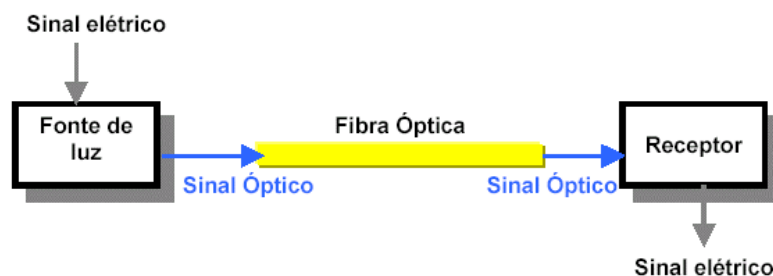 Sinal elétrico
Fonte de
luz
Fibra Óptica
Receptor
Sinal Óptico
Sinal Óptico
Sinal elétrico